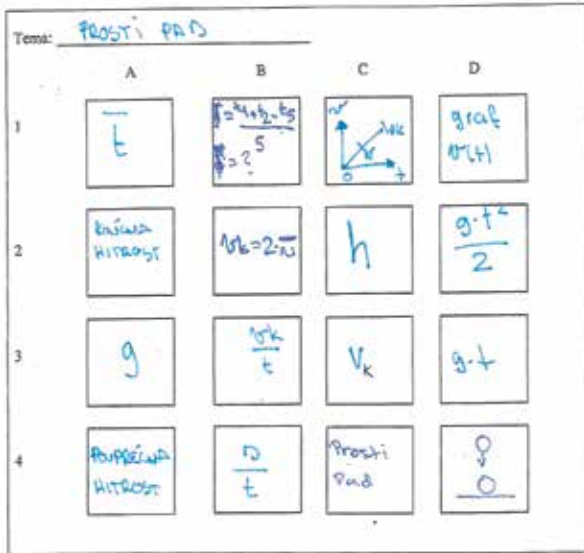 Tema: PROSTI PAD
A B C D
1
t̄
t̄ = t1+t2...t5
5
t̄ = ?
v
vk
0 t
graf
v(t)
2
KONČNA
HITROST
vk=2·v̄
h
g·t²
2
3
g
vk
t
Vk
g·t
4
POVPREČNA
HITROST
s
t
Prosti
Pad